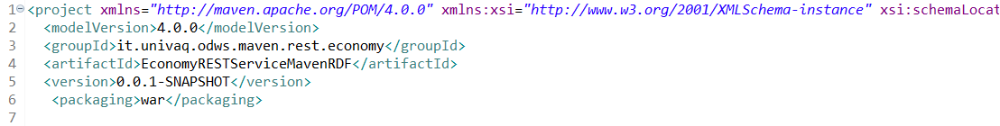 1 <project xmlns="http://maven.apache.org/POM/4.0.0" xmlns:xsi="http://www.w3.org/2001/XMLSchema-instance" xsi:schemaLocat
2 <modelVersion>4.0.0</modelVersion>
3 <groupId>it.univaq.odws.maven.rest.economy</groupId>
4 <artifactId>EconomyRESTServiceMavenRDF</artifactId>
5 <version>0.0.1-SNAPSHOT</version>
6 <packaging>war</packaging>
7